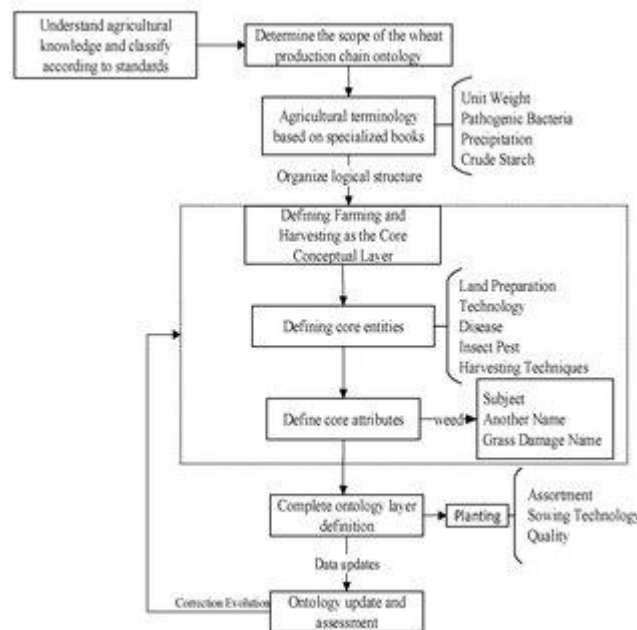 Understand agricultural
knowledge and classify
according to standards
Determine the scope of the wheat
production chain ontology
Agricultural terminology
based on specialized books
Unit Weight
Pathogenic Bacteria
Precipitation
Crude Starch
Organize logical structure
Defining Farming and
Harvesting as the Core
Conceptual Layer
Defining core entities
Land Preparation
Technology
Disease
Insect Pest
Harvesting Techniques
Define core attributes
weed
Subject
Another Name
Grass Damage Name
Complete ontology layer
definition
Planting
Assortment
Sowing Technology
Quality
Data updates
Correction Evolution
Ontology update and
assessment